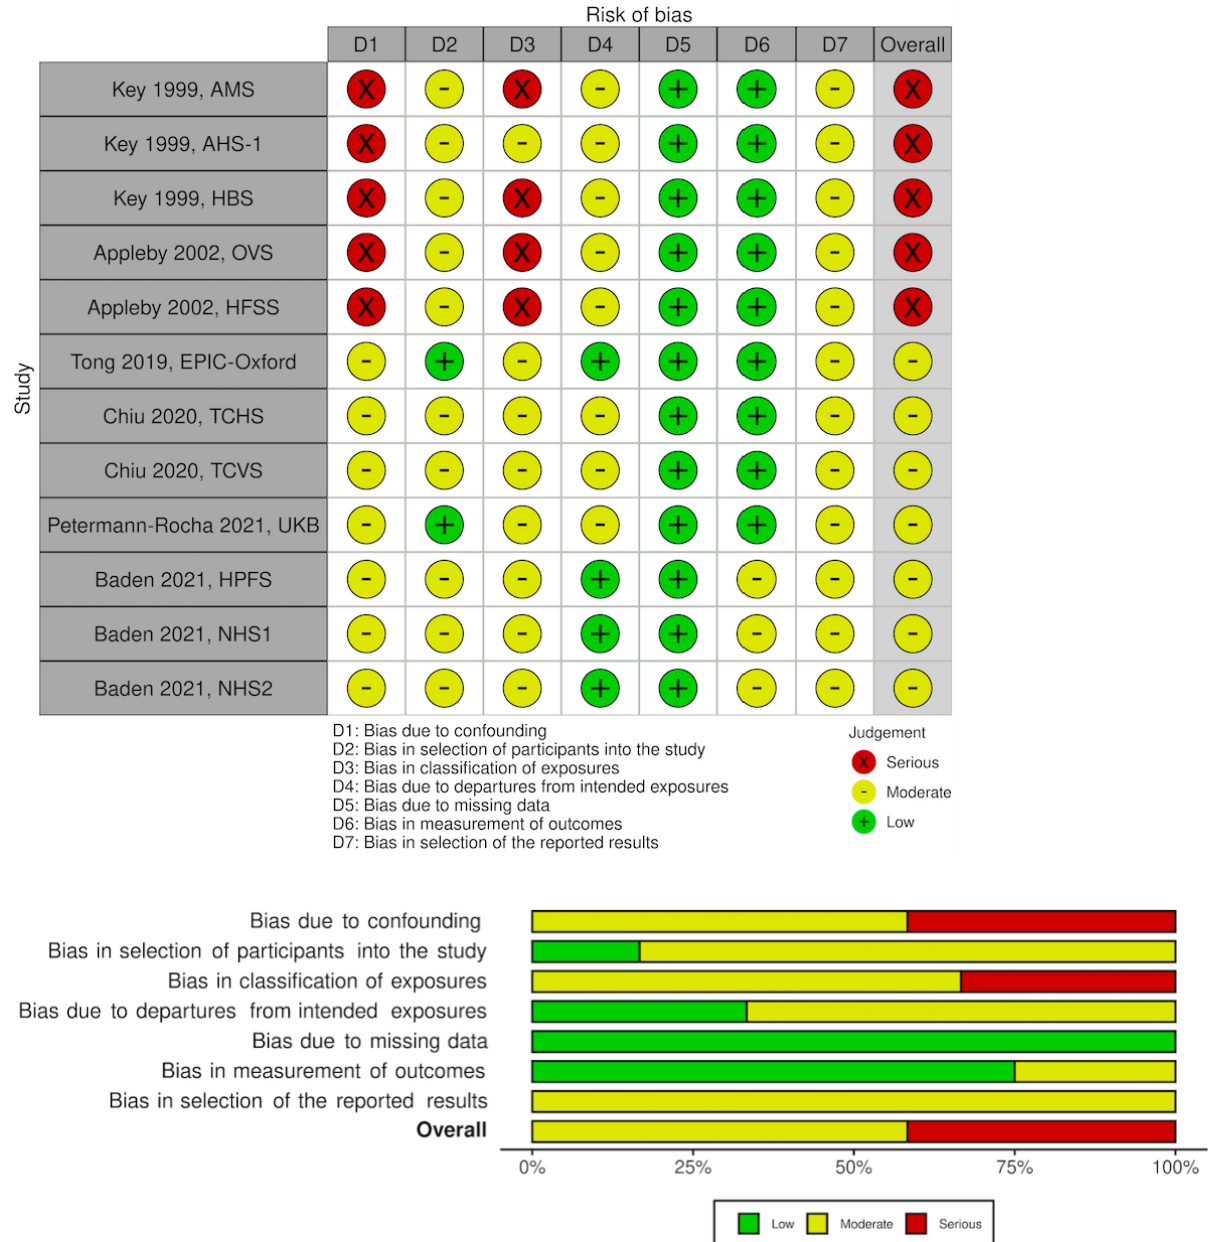 Risk of bias
D1 D2 D3 D4 D5 D6 D7 Overall
Study
Key 1999, AMS X - X - + + - X
Key 1999, AHS-1 X - - - + + - X
Key 1999, HBS X - X - + + - X
Appleby 2002, OVS X - X - + + - X
Appleby 2002, HFSS X - X - + + - X
Tong 2019, EPIC-Oxford - + - + + + - -
Chiu 2020, TCHS - - - - + + - -
Chiu 2020, TCVS - - - - + + - -
Petermann-Rocha 2021, UKB - + - - + + - -
Baden 2021, HPFS - - - + + - - -
Baden 2021, NHS1 - - - + + - - -
Baden 2021, NHS2 - - - + + - - -
D1: Bias due to confounding
D2: Bias in selection of participants into the study
D3: Bias in classification of exposures
D4: Bias due to departures from intended exposures
D5: Bias due to missing data
D6: Bias in measurement of outcomes
D7: Bias in selection of the reported results
Judgement
X Serious
- Moderate
+ Low
Bias due to confounding
Bias in selection of participants into the study
Bias in classification of exposures
Bias due to departures from intended exposures
Bias due to missing data
Bias in measurement of outcomes
Bias in selection of the reported results
Overall
0% 25% 50% 75% 100%
Low Moderate Serious